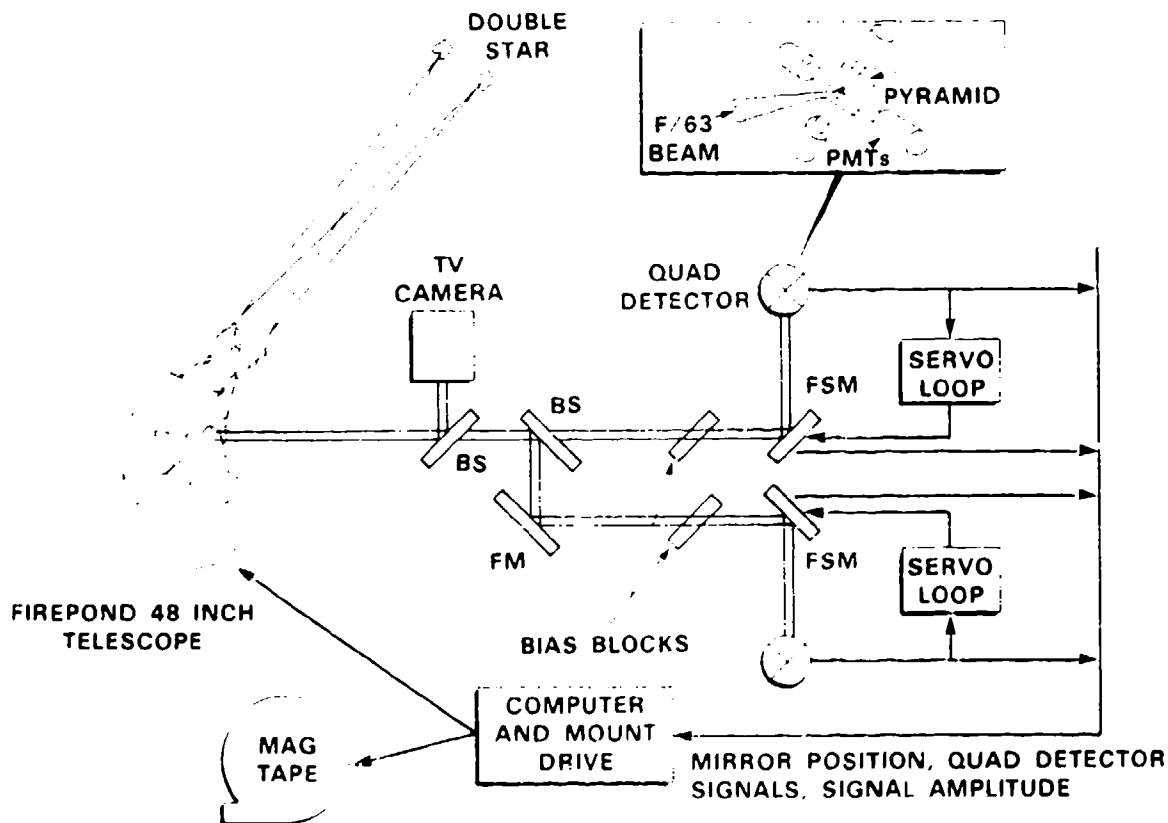 DOUBLE
STAR
PYRAMID
F/63
BEAM
PMTs
TV
CAMERA
QUAD
DETECTOR
SERVO
LOOP
FSM
BS
BS
FM
FSM
SERVO
LOOP
FIREPOND 48 INCH
TELESCOPE
BIAS BLOCKS
COMPUTER
AND MOUNT
DRIVE
MAG
TAPE
MIRROR POSITION, QUAD DETECTOR
SIGNALS, SIGNAL AMPLITUDE